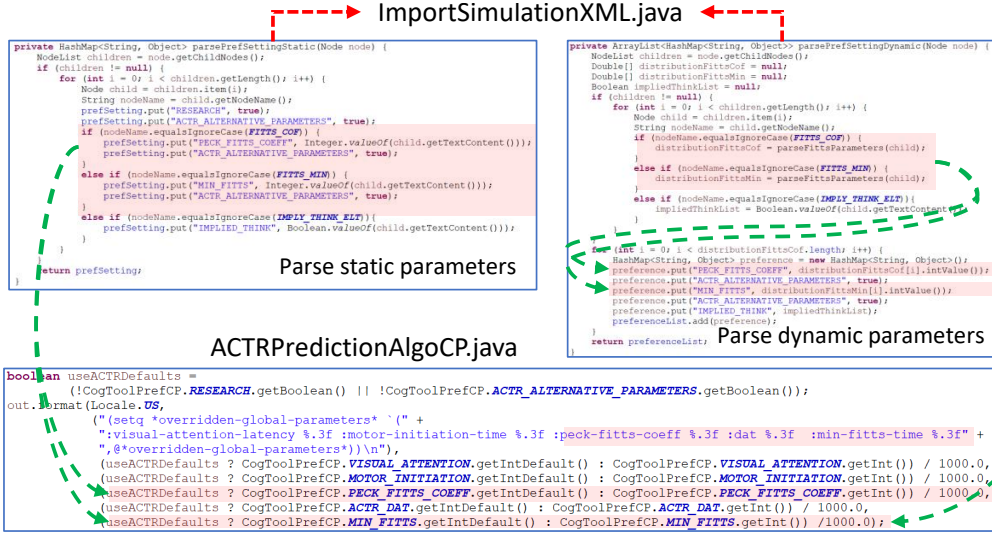 ImportSimulationXML.java
private HashMap<String, Object> parsePrefSettingStatic(Node node) {
NodeList children = node.getChildNodes();
if (children != null) {
for (int i = 0; i < children.getLength(); i++) {
Node child = children.item(i);
String nodeName = child.getNodeName();
prefSetting.put("RESEARCH", true);
prefSetting.put("ACTR_ALTERNATIVE_PARAMETERS", true);
if (nodeName.equalsIgnoreCase(FITTS_COF)) {
prefSetting.put("PECK_FITTS_COEFF", Integer.valueOf(child.getTextContent()));
prefSetting.put("ACTR_ALTERNATIVE_PARAMETERS", true);
}
else if (nodeName.equalsIgnoreCase(FITTS_MIN)) {
prefSetting.put("MIN_FITTS", Integer.valueOf(child.getTextContent()));
prefSetting.put("ACTR_ALTERNATIVE_PARAMETERS", true);
}
else if (nodeName.equalsIgnoreCase(IMPLY_THINK_ELT)){
prefSetting.put("IMPLIED_THINK", Boolean.valueOf(child.getTextContent()));
}
}
}
return prefSetting;
}
Parse static parameters
private ArrayList<HashMap<String, Object>> parsePrefSettingDynamic(Node node) {
NodeList children = node.getChildNodes();
Double[] distributionFittsCof = null;
Double[] distributionFittsMin = null;
Boolean impliedThinkList = null;
if (children != null) {
for (int i = 0; i < children.getLength(); i++) {
Node child = children.item(i);
String nodeName = child.getNodeName();
if (nodeName.equalsIgnoreCase(FITTS_COF)) {
distributionFittsCof = parseFittsParameters(child);
}
else if (nodeName.equalsIgnoreCase(FITTS_MIN)) {
distributionFittsMin = parseFittsParameters(child);
}
else if (nodeName.equalsIgnoreCase(IMPLY_THINK_ELT)){
impliedThinkList = Boolean.valueOf(child.getTextContent
}
}
for (int i = 0; i < distributionFittsCof.length; i++) {
HashMap<String, Object> preference = new HashMap<String, Object>();
preference.put("PECK_FITTS_COEFF", distributionFittsCof[i].intValue());
preference.put("ACTR_ALTERNATIVE_PARAMETERS", true);
preference.put("MIN_FITTS", distributionFittsMin[i].intValue());
preference.put("ACTR_ALTERNATIVE_PARAMETERS", true);
preference.put("IMPLIED_THINK", impliedThinkList);
preferenceList.add(preference);
}
return preferenceList;
}
Parse dynamic parameters
ACTRPredictionAlgoCP.java
boolean useACTRDefaults =
(!CogToolPrefCP.RESEARCH.getBoolean() || !CogToolPrefCP.ACTR_ALTERNATIVE_PARAMETERS.getBoolean());
out.format(Locale.US,
("(setq *overridden-global-parameters* `(" +
":visual-attention-latency %.3f :motor-initiation-time %.3f :peck-fitts-coeff %.3f :dat %.3f :min-fitts-time %.3f" +
",@*overridden-global-parameters*))\n"),
(useACTRDefaults ? CogToolPrefCP.VISUAL_ATTENTION.getIntDefault() : CogToolPrefCP.VISUAL_ATTENTION.getInt()) / 1000.0,
(useACTRDefaults ? CogToolPrefCP.MOTOR_INITIATION.getIntDefault() : CogToolPrefCP.MOTOR_INITIATION.getInt()) / 1000.0,
(useACTRDefaults ? CogToolPrefCP.PECK_FITTS_COEFF.getIntDefault() : CogToolPrefCP.PECK_FITTS_COEFF.getInt()) / 1000.0,
(useACTRDefaults ? CogToolPrefCP.ACTR_DAT.getIntDefault() : CogToolPrefCP.ACTR_DAT.getInt()) / 1000.0,
(useACTRDefaults ? CogToolPrefCP.MIN_FITTS.getIntDefault() : CogToolPrefCP.MIN_FITTS.getInt()) /1000.0);